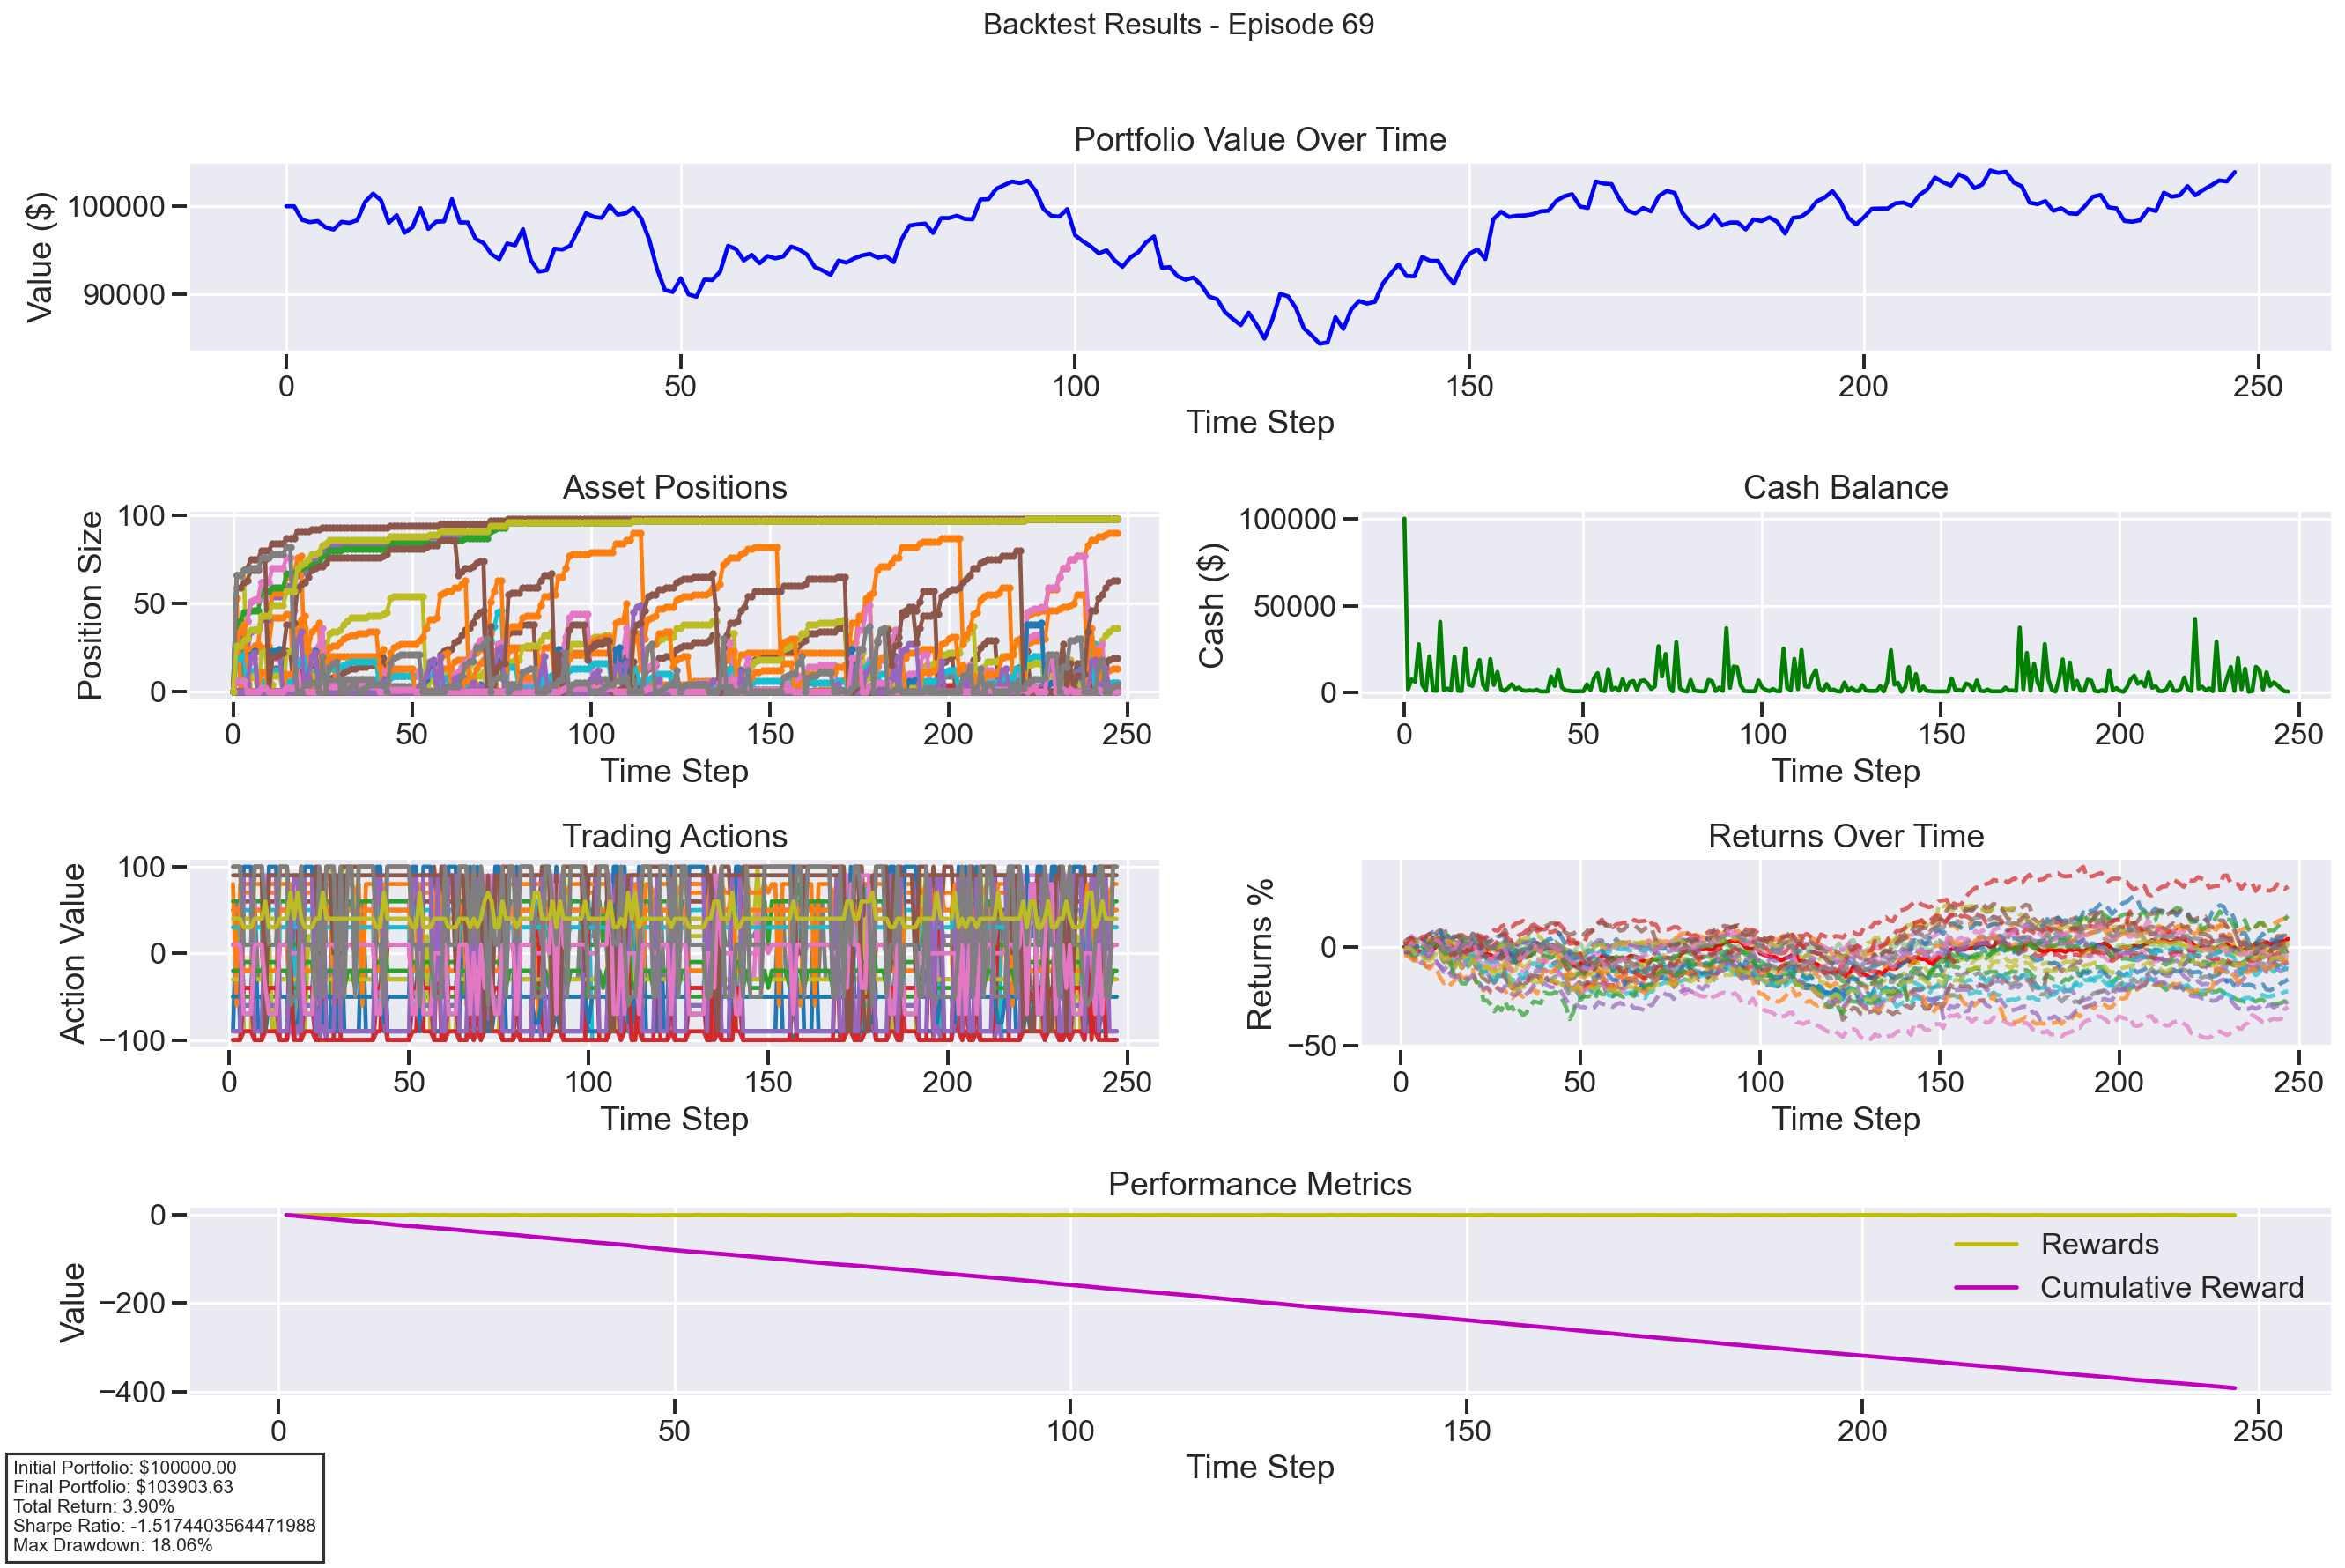 Backtest Results - Episode 69
Portfolio Value Over Time
Value ($)
100000
90000
0 50 100 150 200 250
Time Step
Asset Positions
Position Size
100
50
0
0 50 100 150 200 250
Time Step
Cash Balance
Cash ($)
100000
50000
0
0 50 100 150 200 250
Time Step
Trading Actions
Action Value
100
0
−100
0 50 100 150 200 250
Time Step
Returns Over Time
Returns %
0
−50
0 50 100 150 200 250
Time Step
Performance Metrics
Value
0
−200
−400
Rewards
Cumulative Reward
0 50 100 150 200 250
Time Step
Initial Portfolio: $100000.00
Final Portfolio: $103903.63
Total Return: 3.90%
Sharpe Ratio: -1.5174403564471988
Max Drawdown: 18.06%